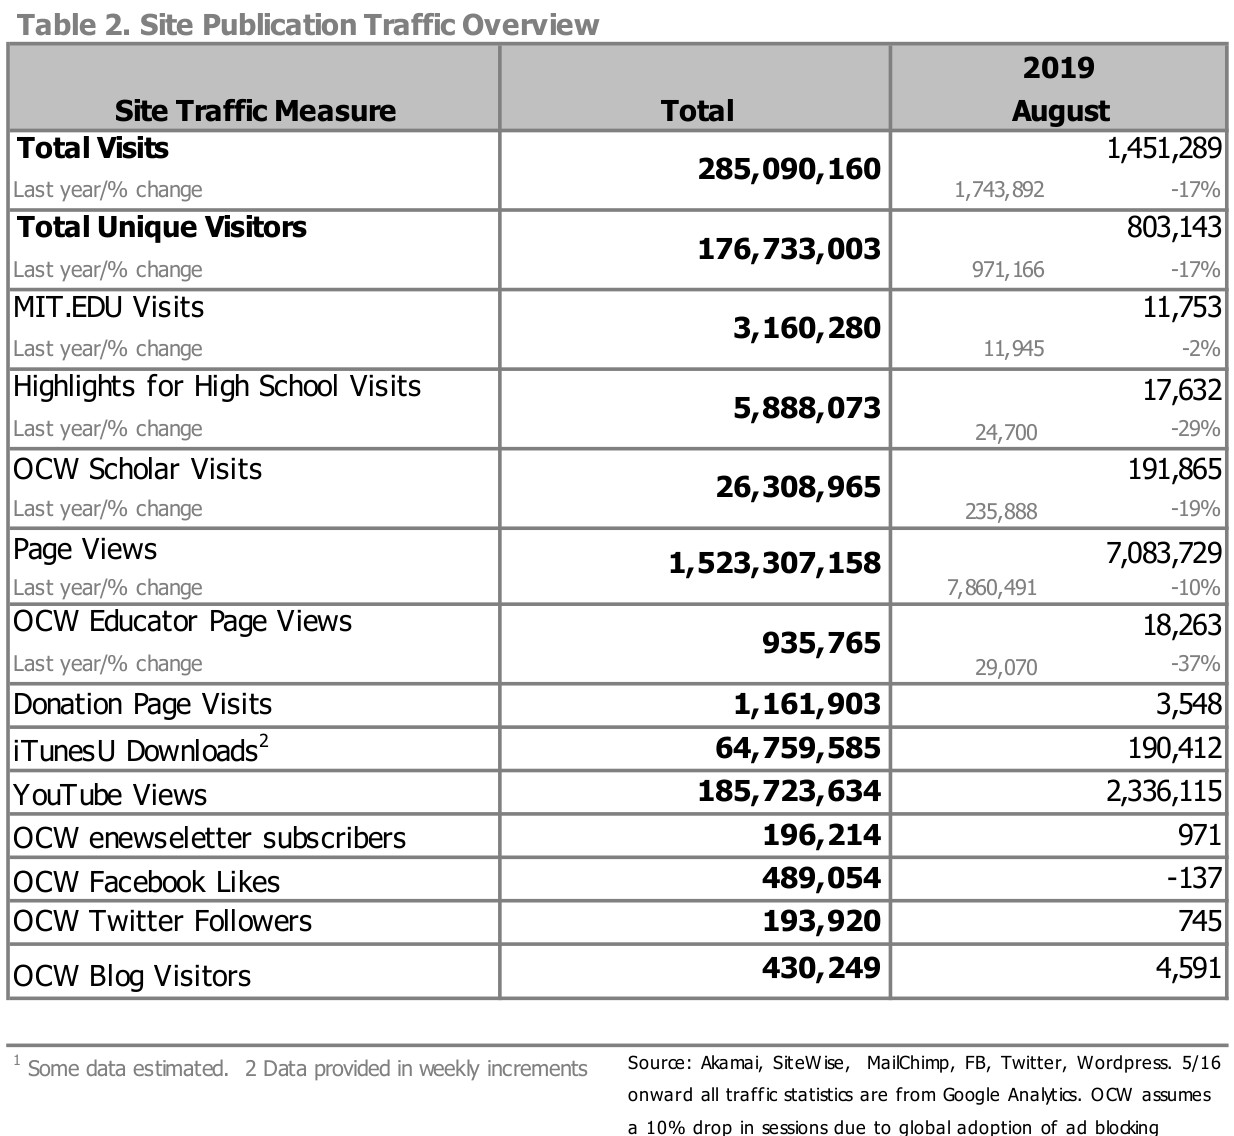 Table 2. Site Publication Traffic Overview
2019
Site Traffic Measure Total August
Total Visits 285,090,160 1,451,289
Last year/% change 1,743,892 -17%
Total Unique Visitors 176,733,003 803,143
Last year/% change 971,166 -17%
MIT.EDU Visits 3,160,280 11,753
Last year/% change 11,945 -2%
Highlights for High School Visits 5,888,073 17,632
Last year/% change 24,700 -29%
OCW Scholar Visits 26,308,965 191,865
Last year/% change 235,888 -19%
Page Views 1,523,307,158 7,083,729
Last year/% change 7,860,491 -10%
OCW Educator Page Views 935,765 18,263
Last year/% change 29,070 -37%
Donation Page Visits 1,161,903 3,548
iTunesU Downloads² 64,759,585 190,412
YouTube Views 185,723,634 2,336,115
OCW enewseletter subscribers 196,214 971
OCW Facebook Likes 489,054 -137
OCW Twitter Followers 193,920 745
OCW Blog Visitors 430,249 4,591
¹ Some data estimated. 2 Data provided in weekly increments
Source: Akamai, SiteWise, MailChimp, FB, Twitter, Wordpress. 5/16
onward all traffic statistics are from Google Analytics. OCW assumes
a 10% drop in sessions due to global adoption of ad blocking